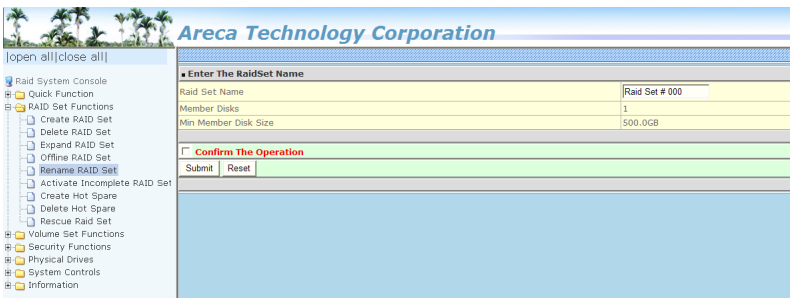 Areca Technology Corporation
|open all|close all|
Raid System Console
Quick Function
RAID Set Functions
Create RAID Set
Delete RAID Set
Expand RAID Set
Offline RAID Set
Rename RAID Set
Activate Incomplete RAID Set
Create Hot Spare
Delete Hot Spare
Rescue Raid Set
Volume Set Functions
Security Functions
Physical Drives
System Controls
Information
Enter The RaidSet Name
Raid Set Name Raid Set # 000
Member Disks 1
Min Member Disk Size 500.0GB
Confirm The Operation
Submit Reset